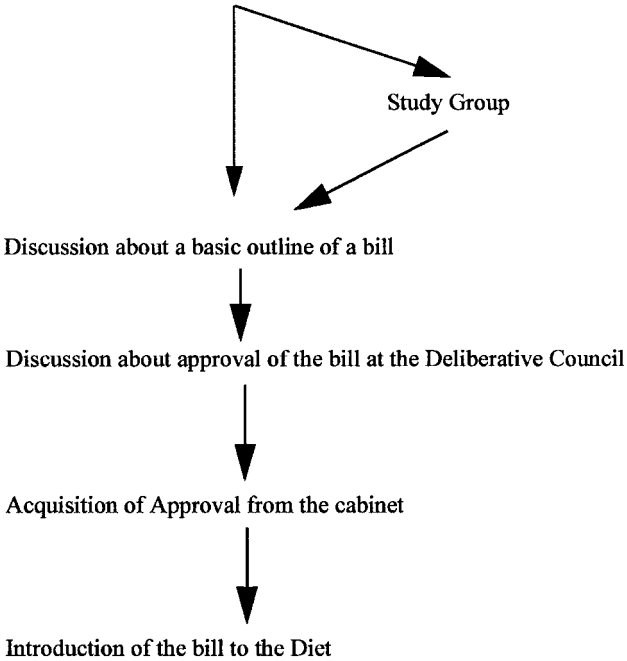 Study Group
Discussion about a basic outline of a bill
Discussion about approval of the bill at the Deliberative Council
Acquisition of Approval from the cabinet
Introduction of the bill to the Diet